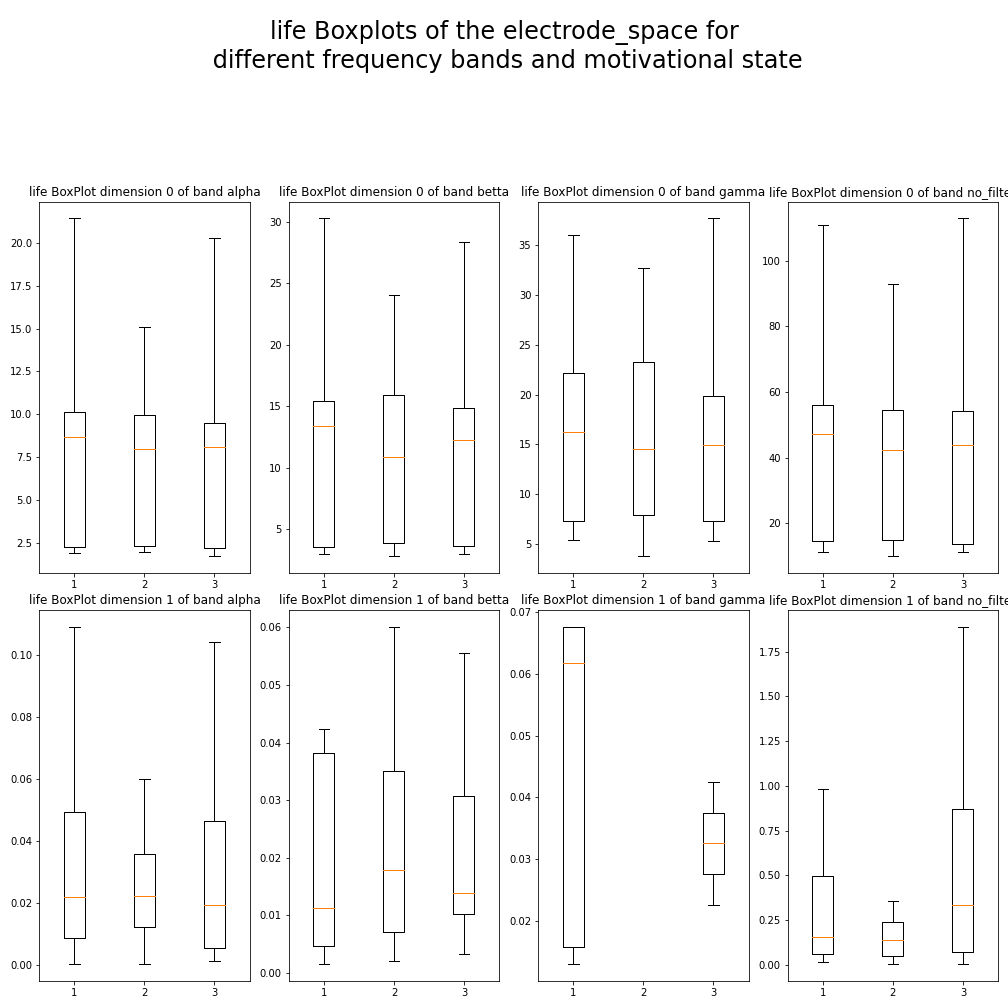 life Boxplots of the electrode_space for
different frequency bands and motivational state
life BoxPlot dimension 0 of band alpha
life BoxPlot dimension 0 of band betta
life BoxPlot dimension 0 of band gamma
life BoxPlot dimension 0 of band no_filte
20.0
17.5
15.0
12.5
10.0
7.5
5.0
2.5
1 2 3
30
25
20
15
10
5
1 2 3
35
30
25
20
15
10
5
1 2 3
100
80
60
40
20
1 2 3
life BoxPlot dimension 1 of band alpha
life BoxPlot dimension 1 of band betta
life BoxPlot dimension 1 of band gamma
life BoxPlot dimension 1 of band no_filte
0.10
0.08
0.06
0.04
0.02
0.00
1 2 3
0.06
0.05
0.04
0.03
0.02
0.01
0.00
1 2 3
0.07
0.06
0.05
0.04
0.03
0.02
1 2 3
1.75
1.50
1.25
1.00
0.75
0.50
0.25
0.00
1 2 3